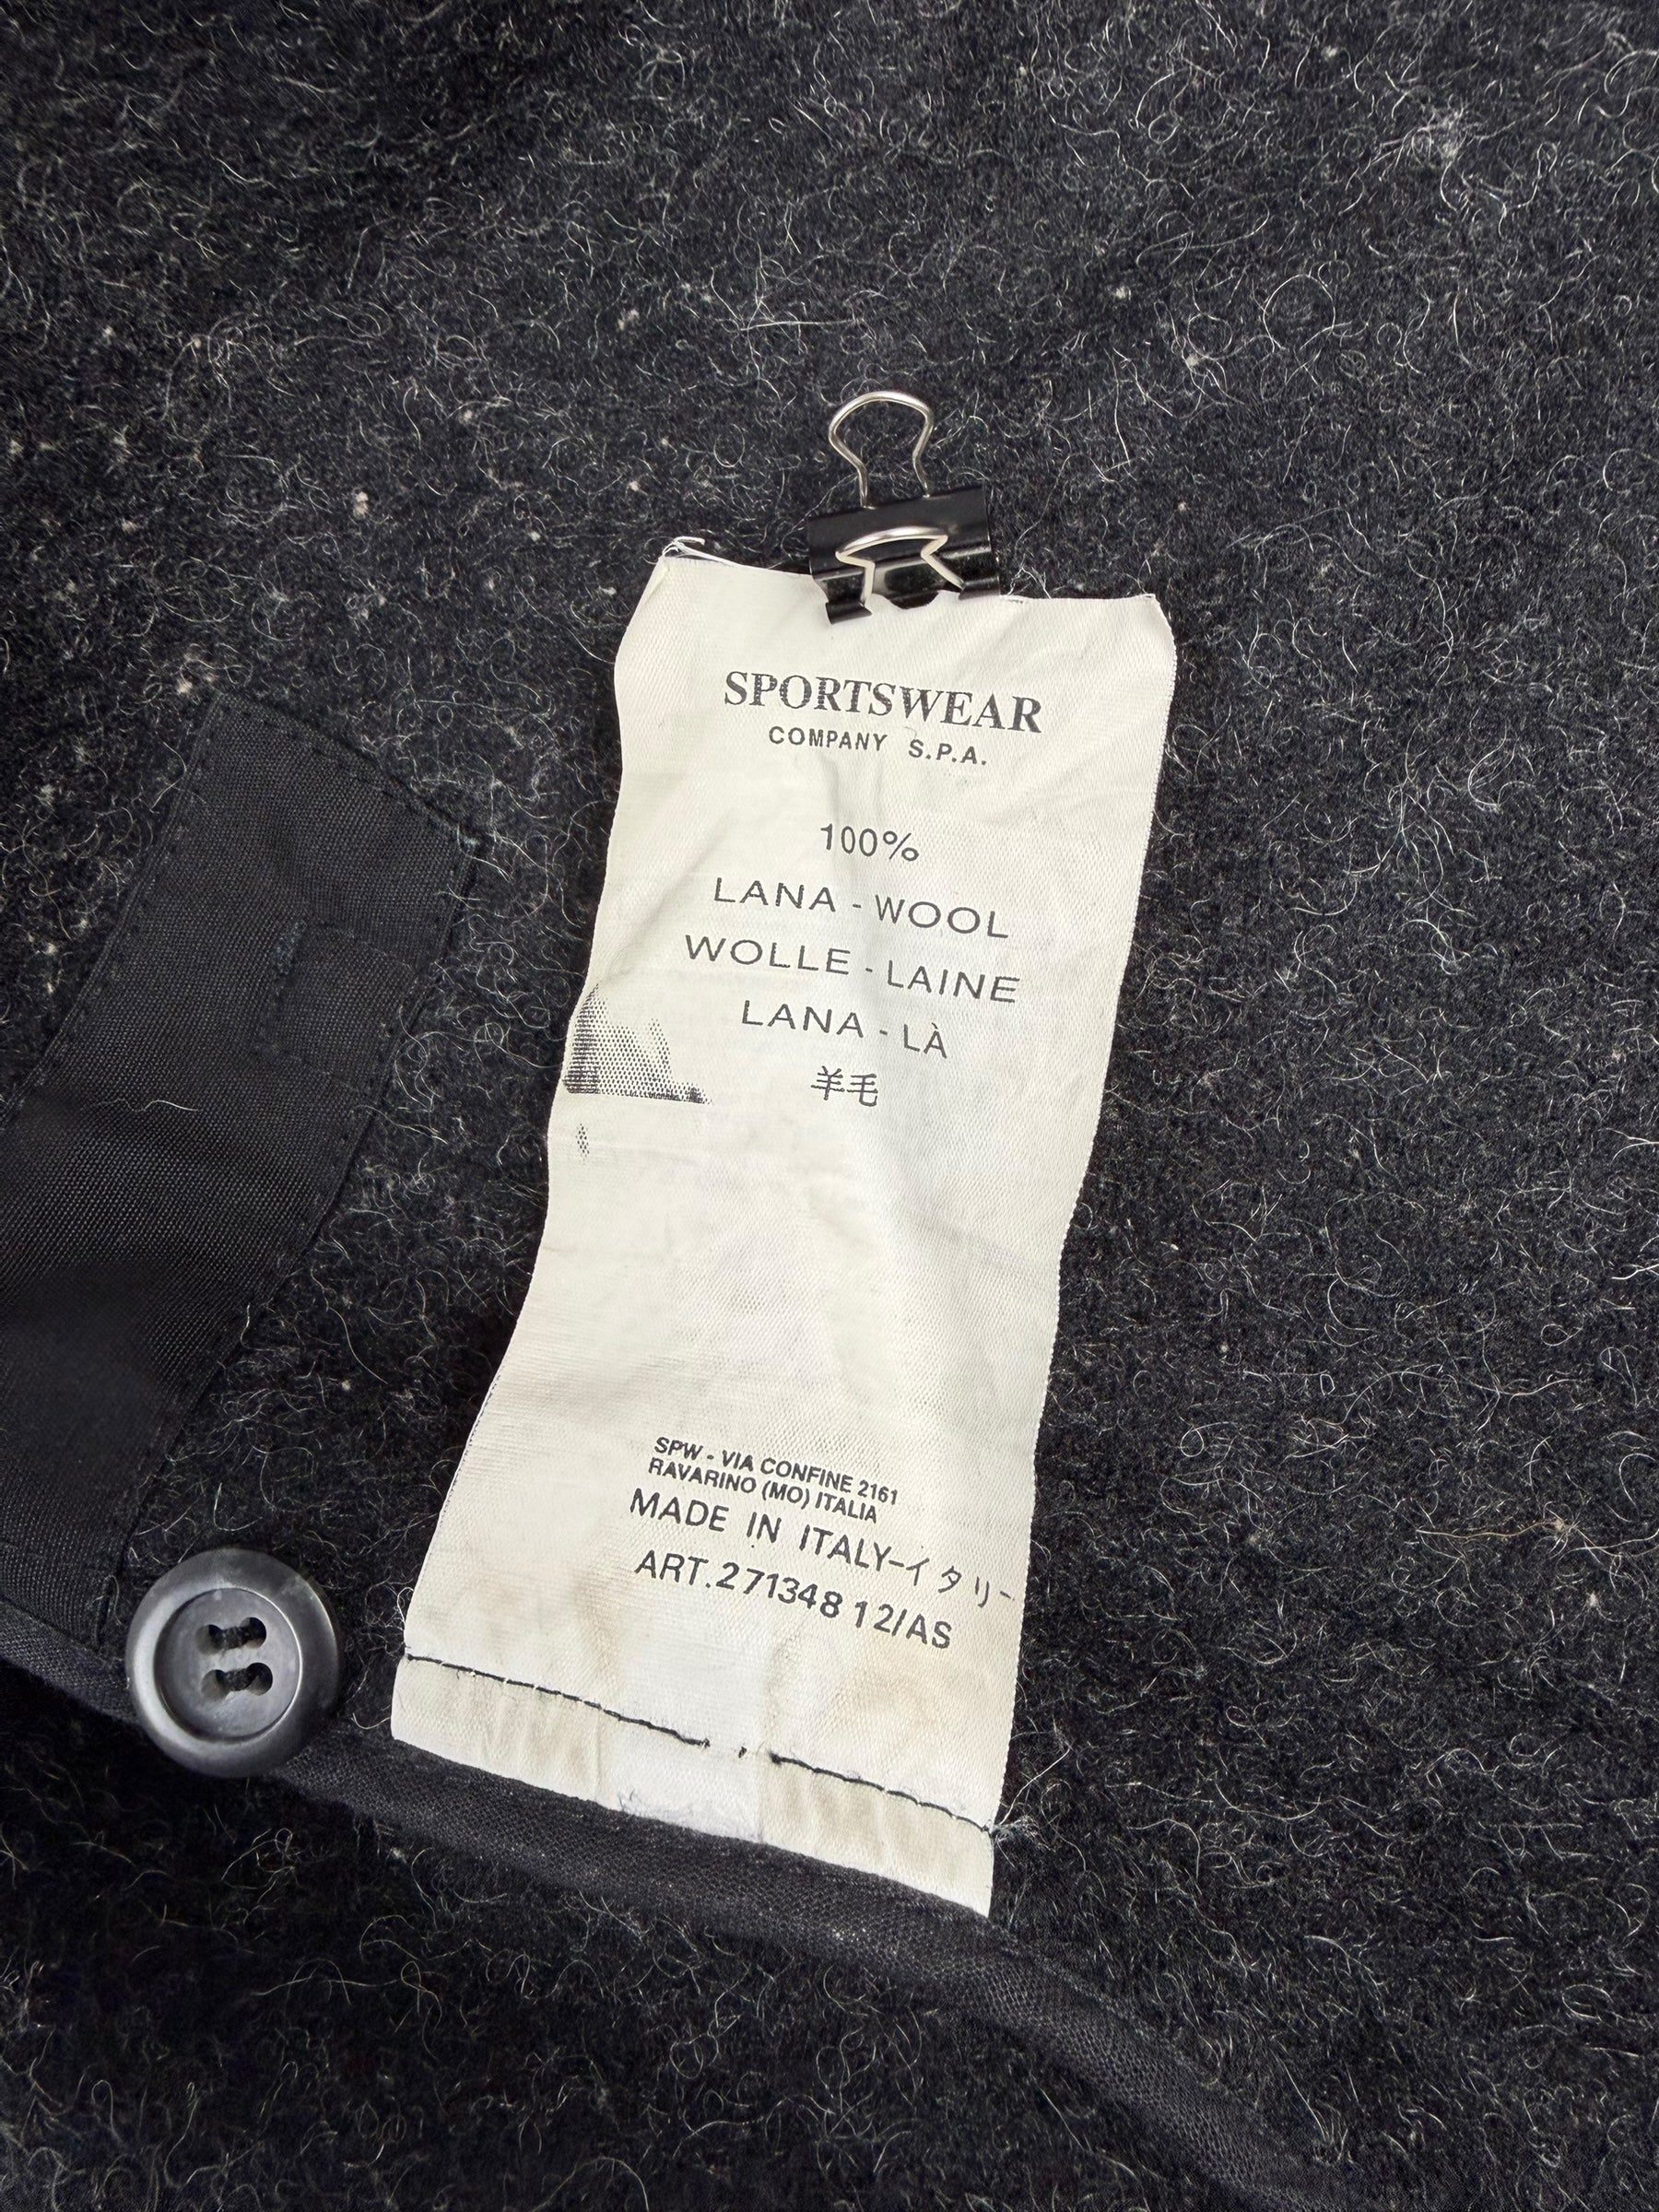 SPORTSWEAR
COMPANY S.P.A.
100%
LANA - WOOL
WOLLE - LAINE
LANA - LÀ
羊毛
SPW - VIA CONFINE 2161
RAVARINO (MO) ITALIA
MADE IN ITALY-イタリー
ART.271348 12/AS